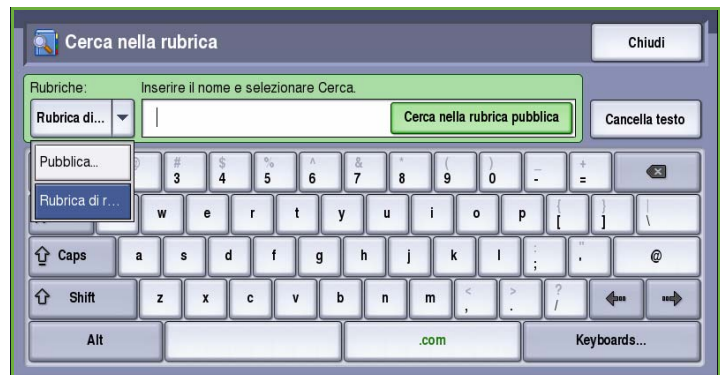 Cerca nella rubrica
Chiudi
Rubriche: Inserire il nome e selezionare Cerca.
Rubrica di... Cerca nella rubrica pubblica Cancella testo
Pubblica...
Rubrica di r...
# 3 $ 4 % 5 ^ 6 & 7 * 8 ( 9 ) 0 _ - + =
w e r t y u i o p { [ } ] | \
Caps a s d f g h j k l : ; " ' @
Shift z x c v b n m < , > . ? /
Alt .com Keyboards...